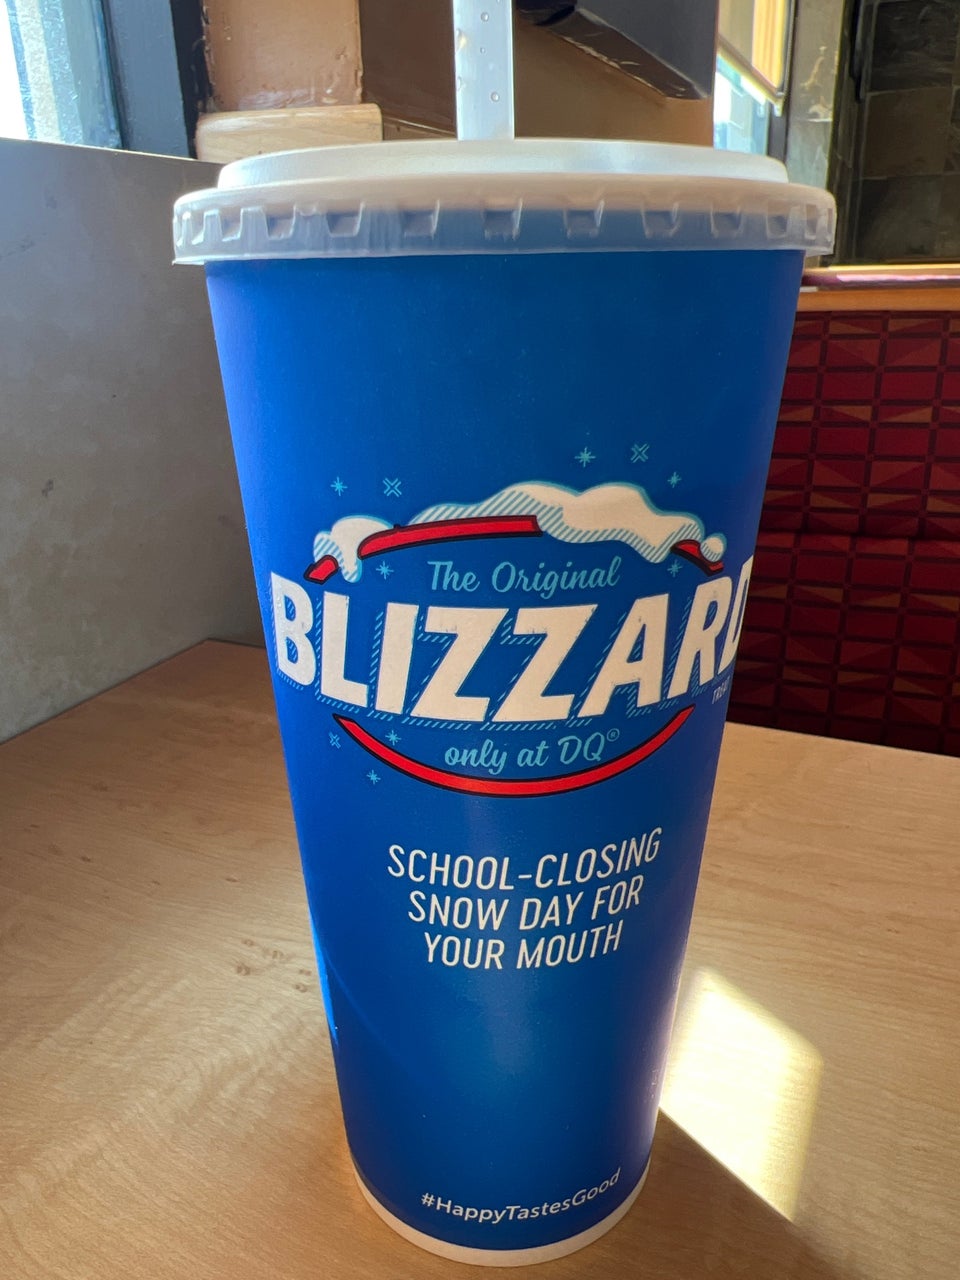 The Original
BLIZZARD
only at DQ®
SCHOOL-CLOSING
SNOW DAY FOR
YOUR MOUTH
#HappyTastesGood